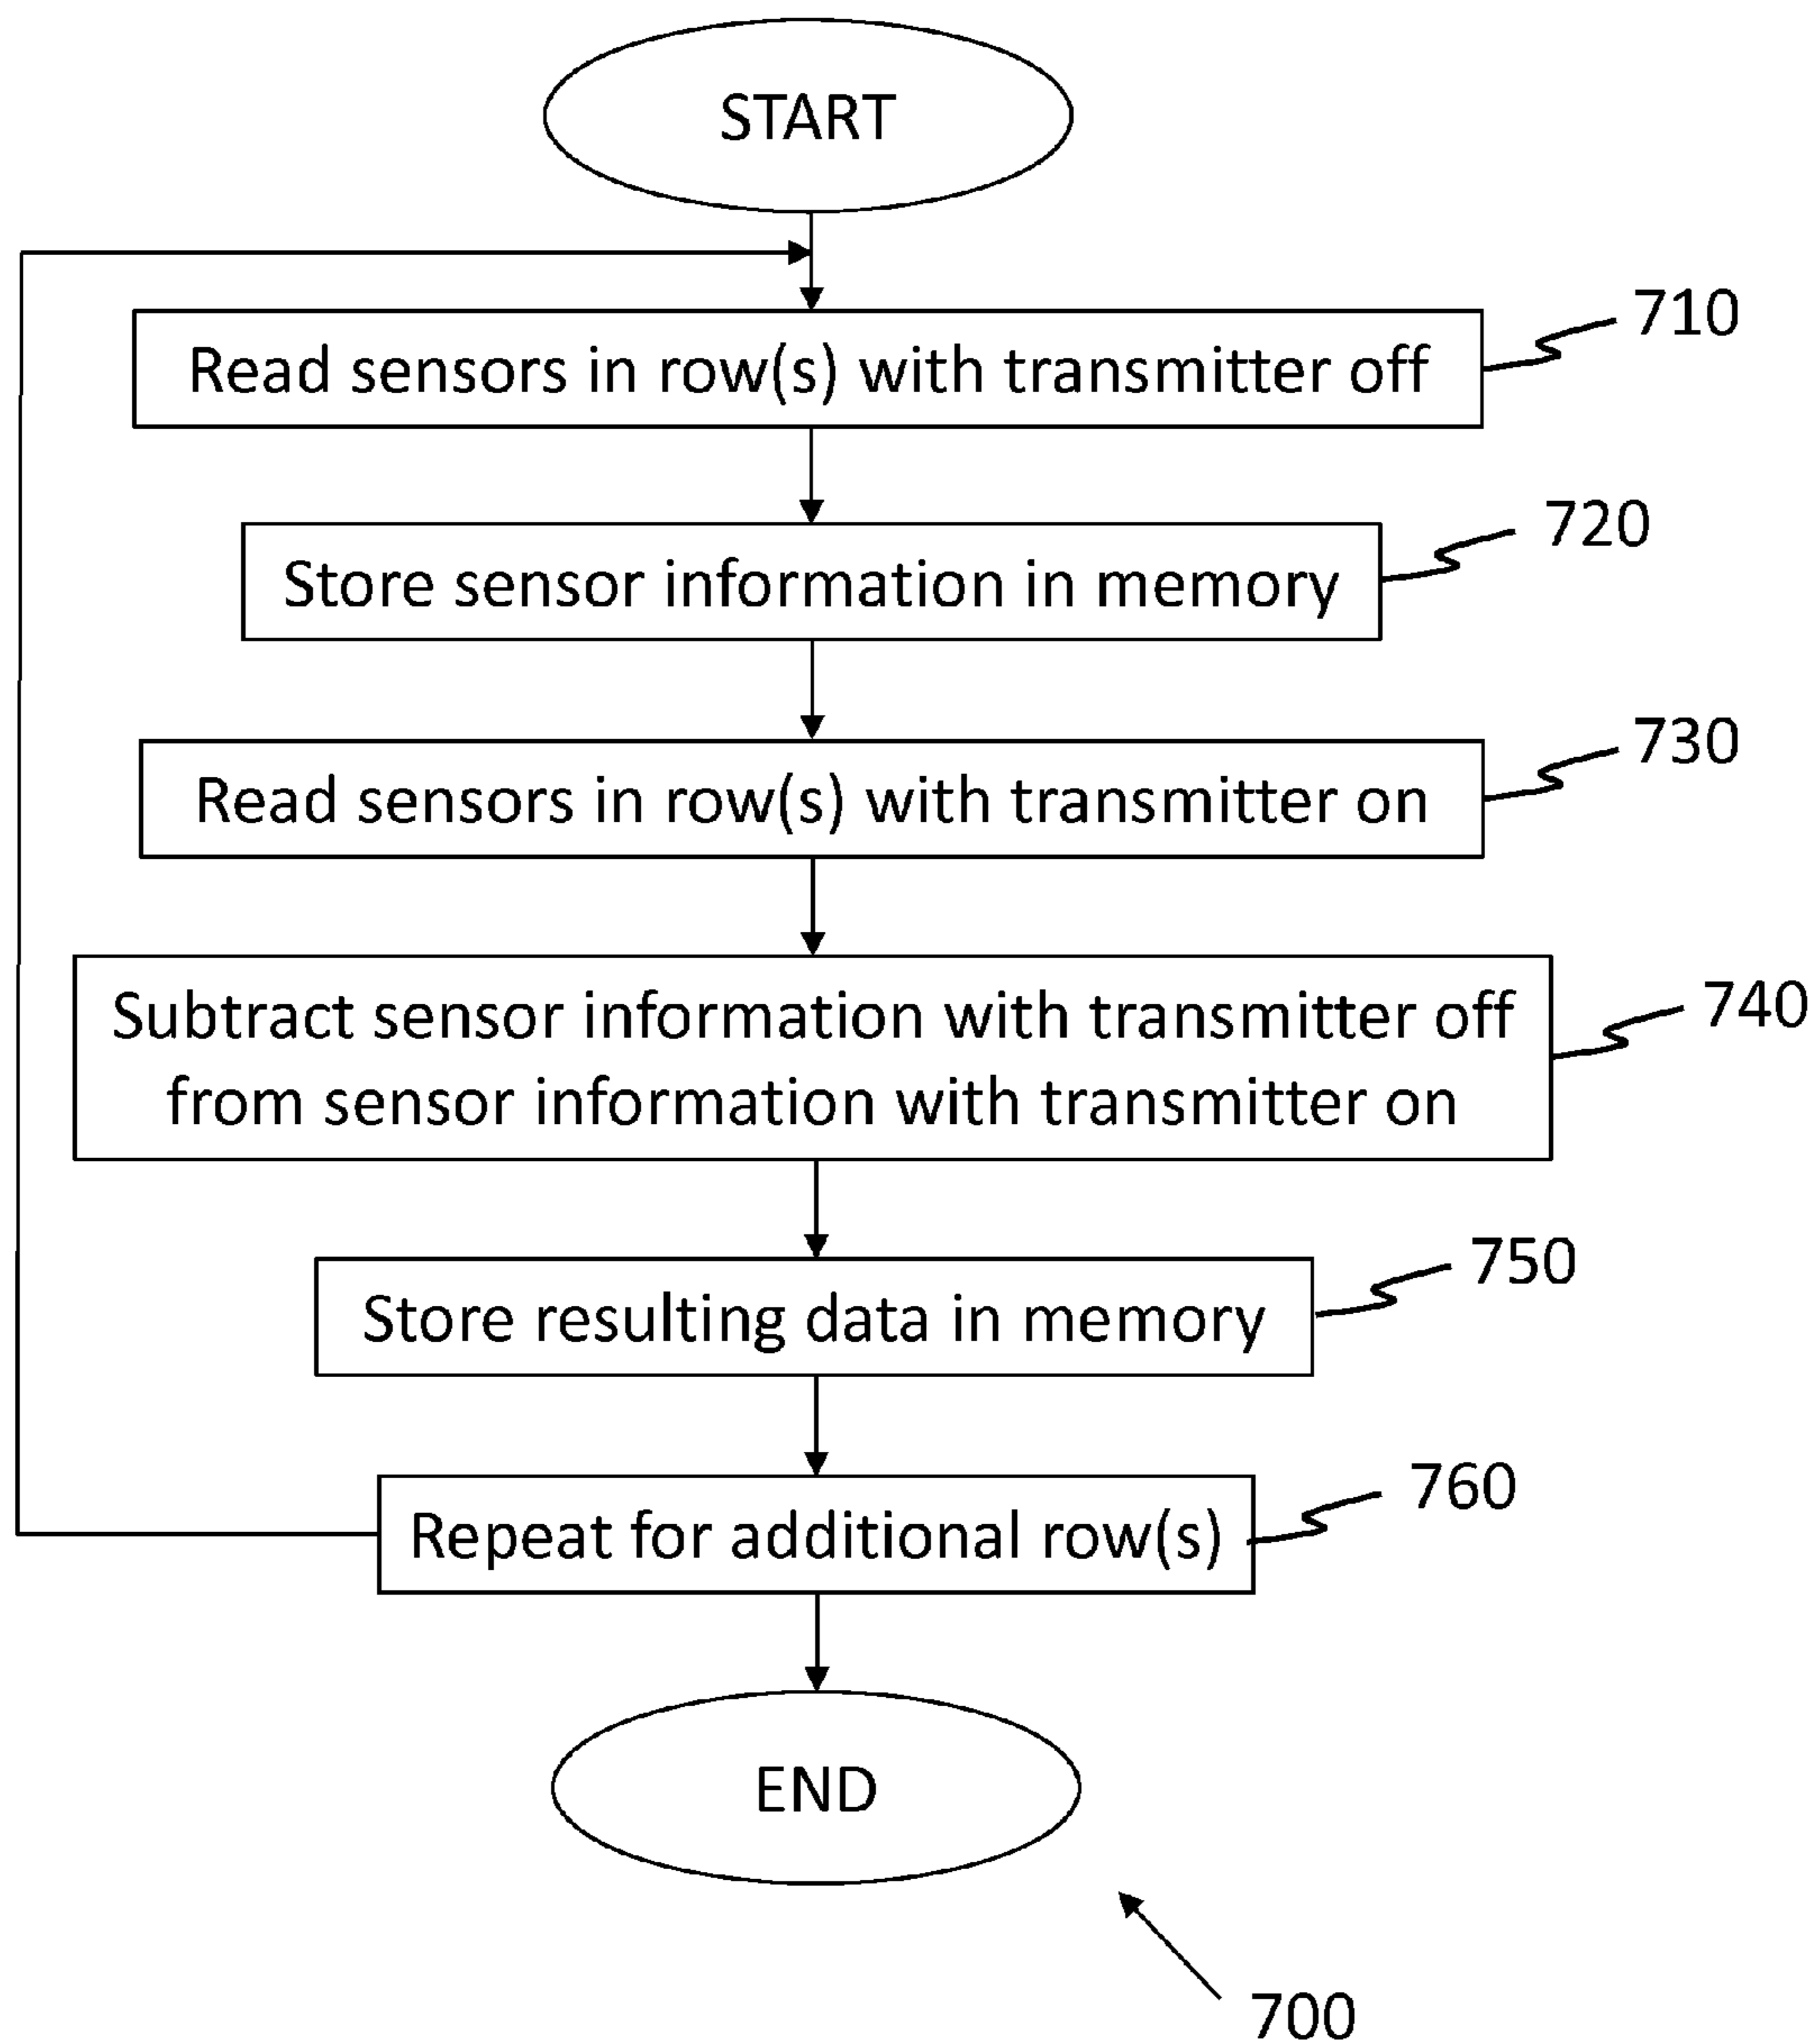 START
Read sensors in row(s) with transmitter off
710
Store sensor information in memory
720
Read sensors in row(s) with transmitter on
730
Subtract sensor information with transmitter off
from sensor information with transmitter on
740
Store resulting data in memory
750
Repeat for additional row(s)
760
END
700